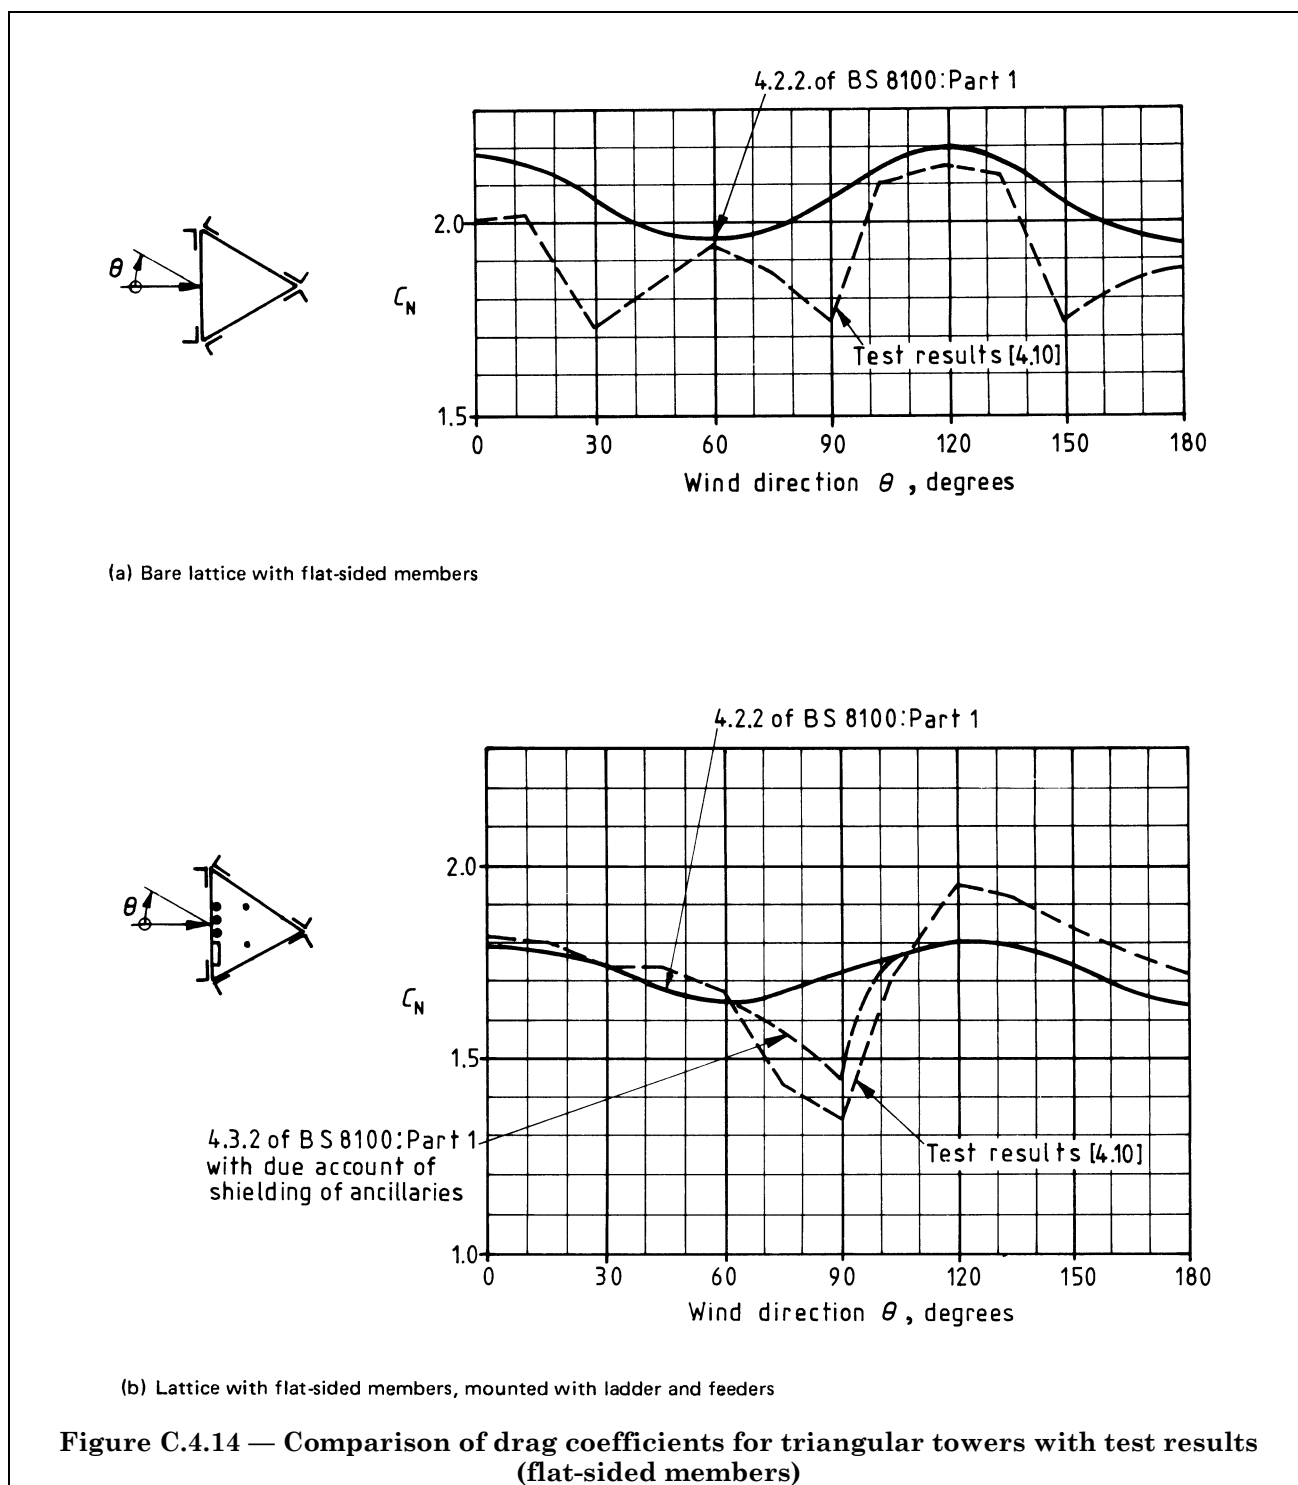 4.2.2.of BS 8100:Part 1
2.0
θ
C_N
Test results [4.10]
1.5
0 30 60 90 120 150 180
Wind direction θ, degrees
(a) Bare lattice with flat-sided members
4.2.2 of BS 8100:Part 1
2.0
θ
C_N
1.5
4.3.2 of BS 8100:Part 1
with due account of
shielding of ancillaries
Test results [4.10]
1.0
0 30 60 90 120 150 180
Wind direction θ, degrees
(b) Lattice with flat-sided members, mounted with ladder and feeders
Figure C.4.14 — Comparison of drag coefficients for triangular towers with test results
(flat-sided members)